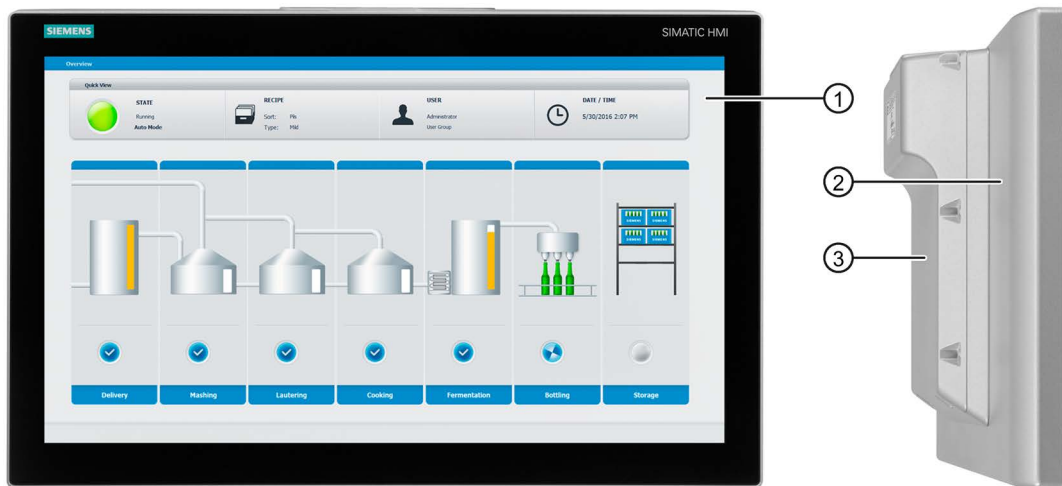 SIEMENS
SIMATIC HMI
Overview
Quick View
STATE
Running
Auto Mode
RECIPE
Sort: Pils
Type: Mild
USER
Administrator
User Group
DATE / TIME
5/30/2016 2:07 PM
1
2
3
SIEMENS SIEMENS
SIEMENS SIEMENS
Delivery
Mashing
Lautering
Cooking
Fermentation
Bottling
Storage